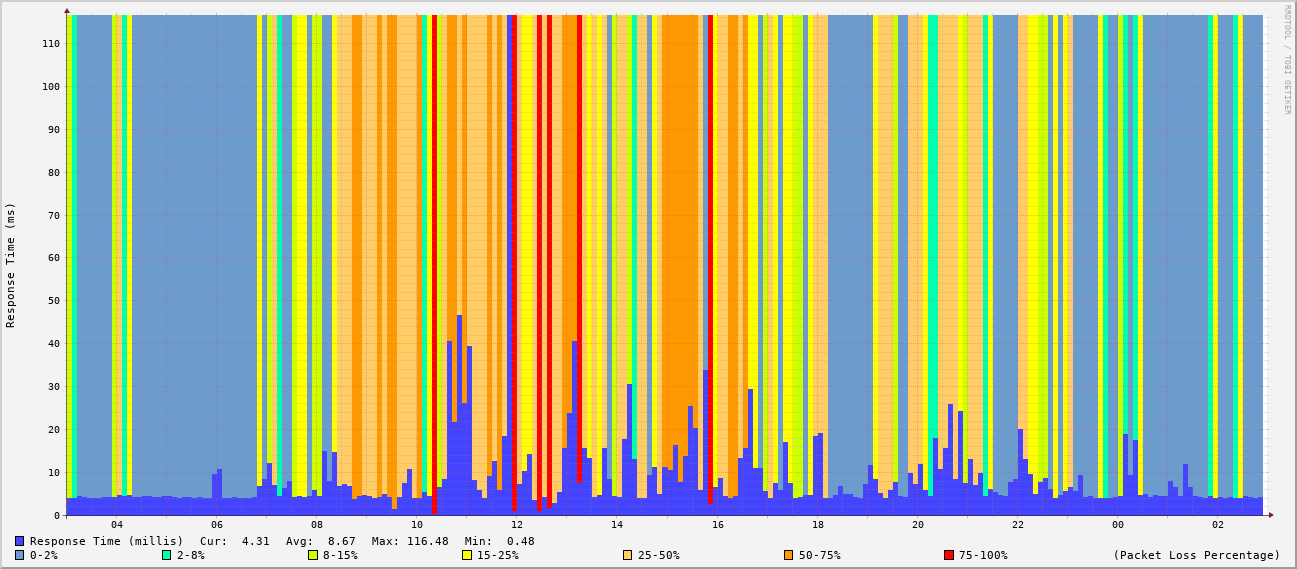 RRDTOOL / TOBI OETIKER
Response Time (ms)
110
100
90
80
70
60
50
40
30
20
10
0
04 06 08 10 12 14 16 18 20 22 00 02
Response Time (millis) Cur: 4.31 Avg: 8.67 Max: 116.48 Min: 0.48
0-2% 2-8% 8-15% 15-25% 25-50% 50-75% 75-100% (Packet Loss Percentage)